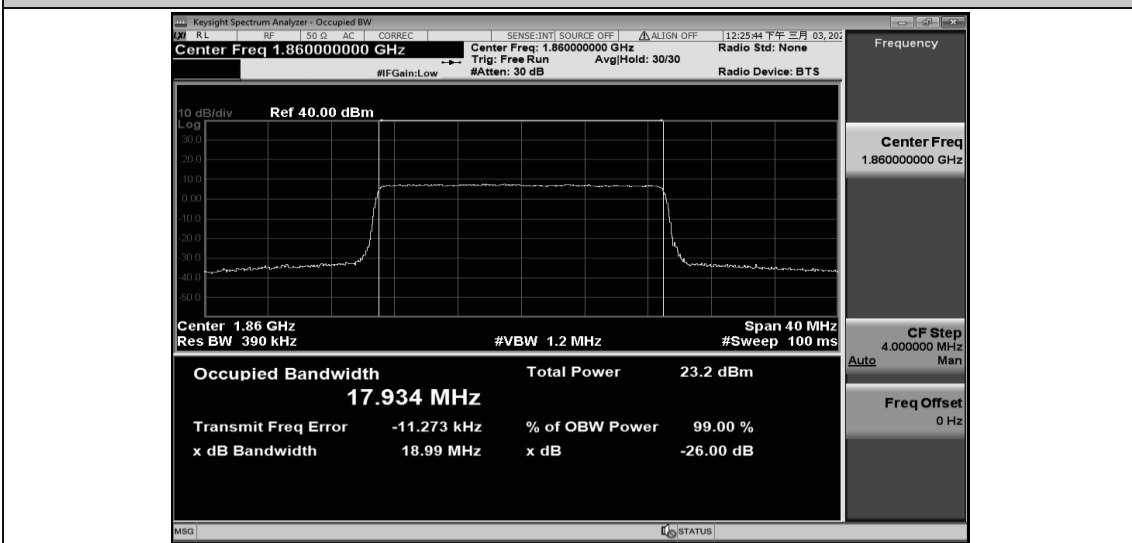 Keysight Spectrum Analyzer - Occupied BW
LXI RL RF 50 Ω AC CORREC SENSE:INT SOURCE OFF ⚠ALIGN OFF 12:25:44 下午 三月 03, 202
Center Freq 1.860000000 GHz
Center Freq: 1.860000000 GHz
Radio Std: None
Trig: Free Run Avg|Hold: 30/30
#IFGain:Low #Atten: 30 dB Radio Device: BTS
Frequency
10 dB/div Ref 40.00 dBm
Log
30.0
20.0
10.0
0.00
-10.0
-20.0
-30.0
-40.0
-50.0
Center 1.86 GHz Span 40 MHz
Res BW 390 kHz #VBW 1.2 MHz #Sweep 100 ms
Occupied Bandwidth Total Power 23.2 dBm
17.934 MHz
Transmit Freq Error -11.273 kHz % of OBW Power 99.00 %
x dB Bandwidth 18.99 MHz x dB -26.00 dB
Center Freq
1.860000000 GHz
CF Step
4.000000 MHz
Auto Man
Freq Offset
0 Hz
MSG STATUS